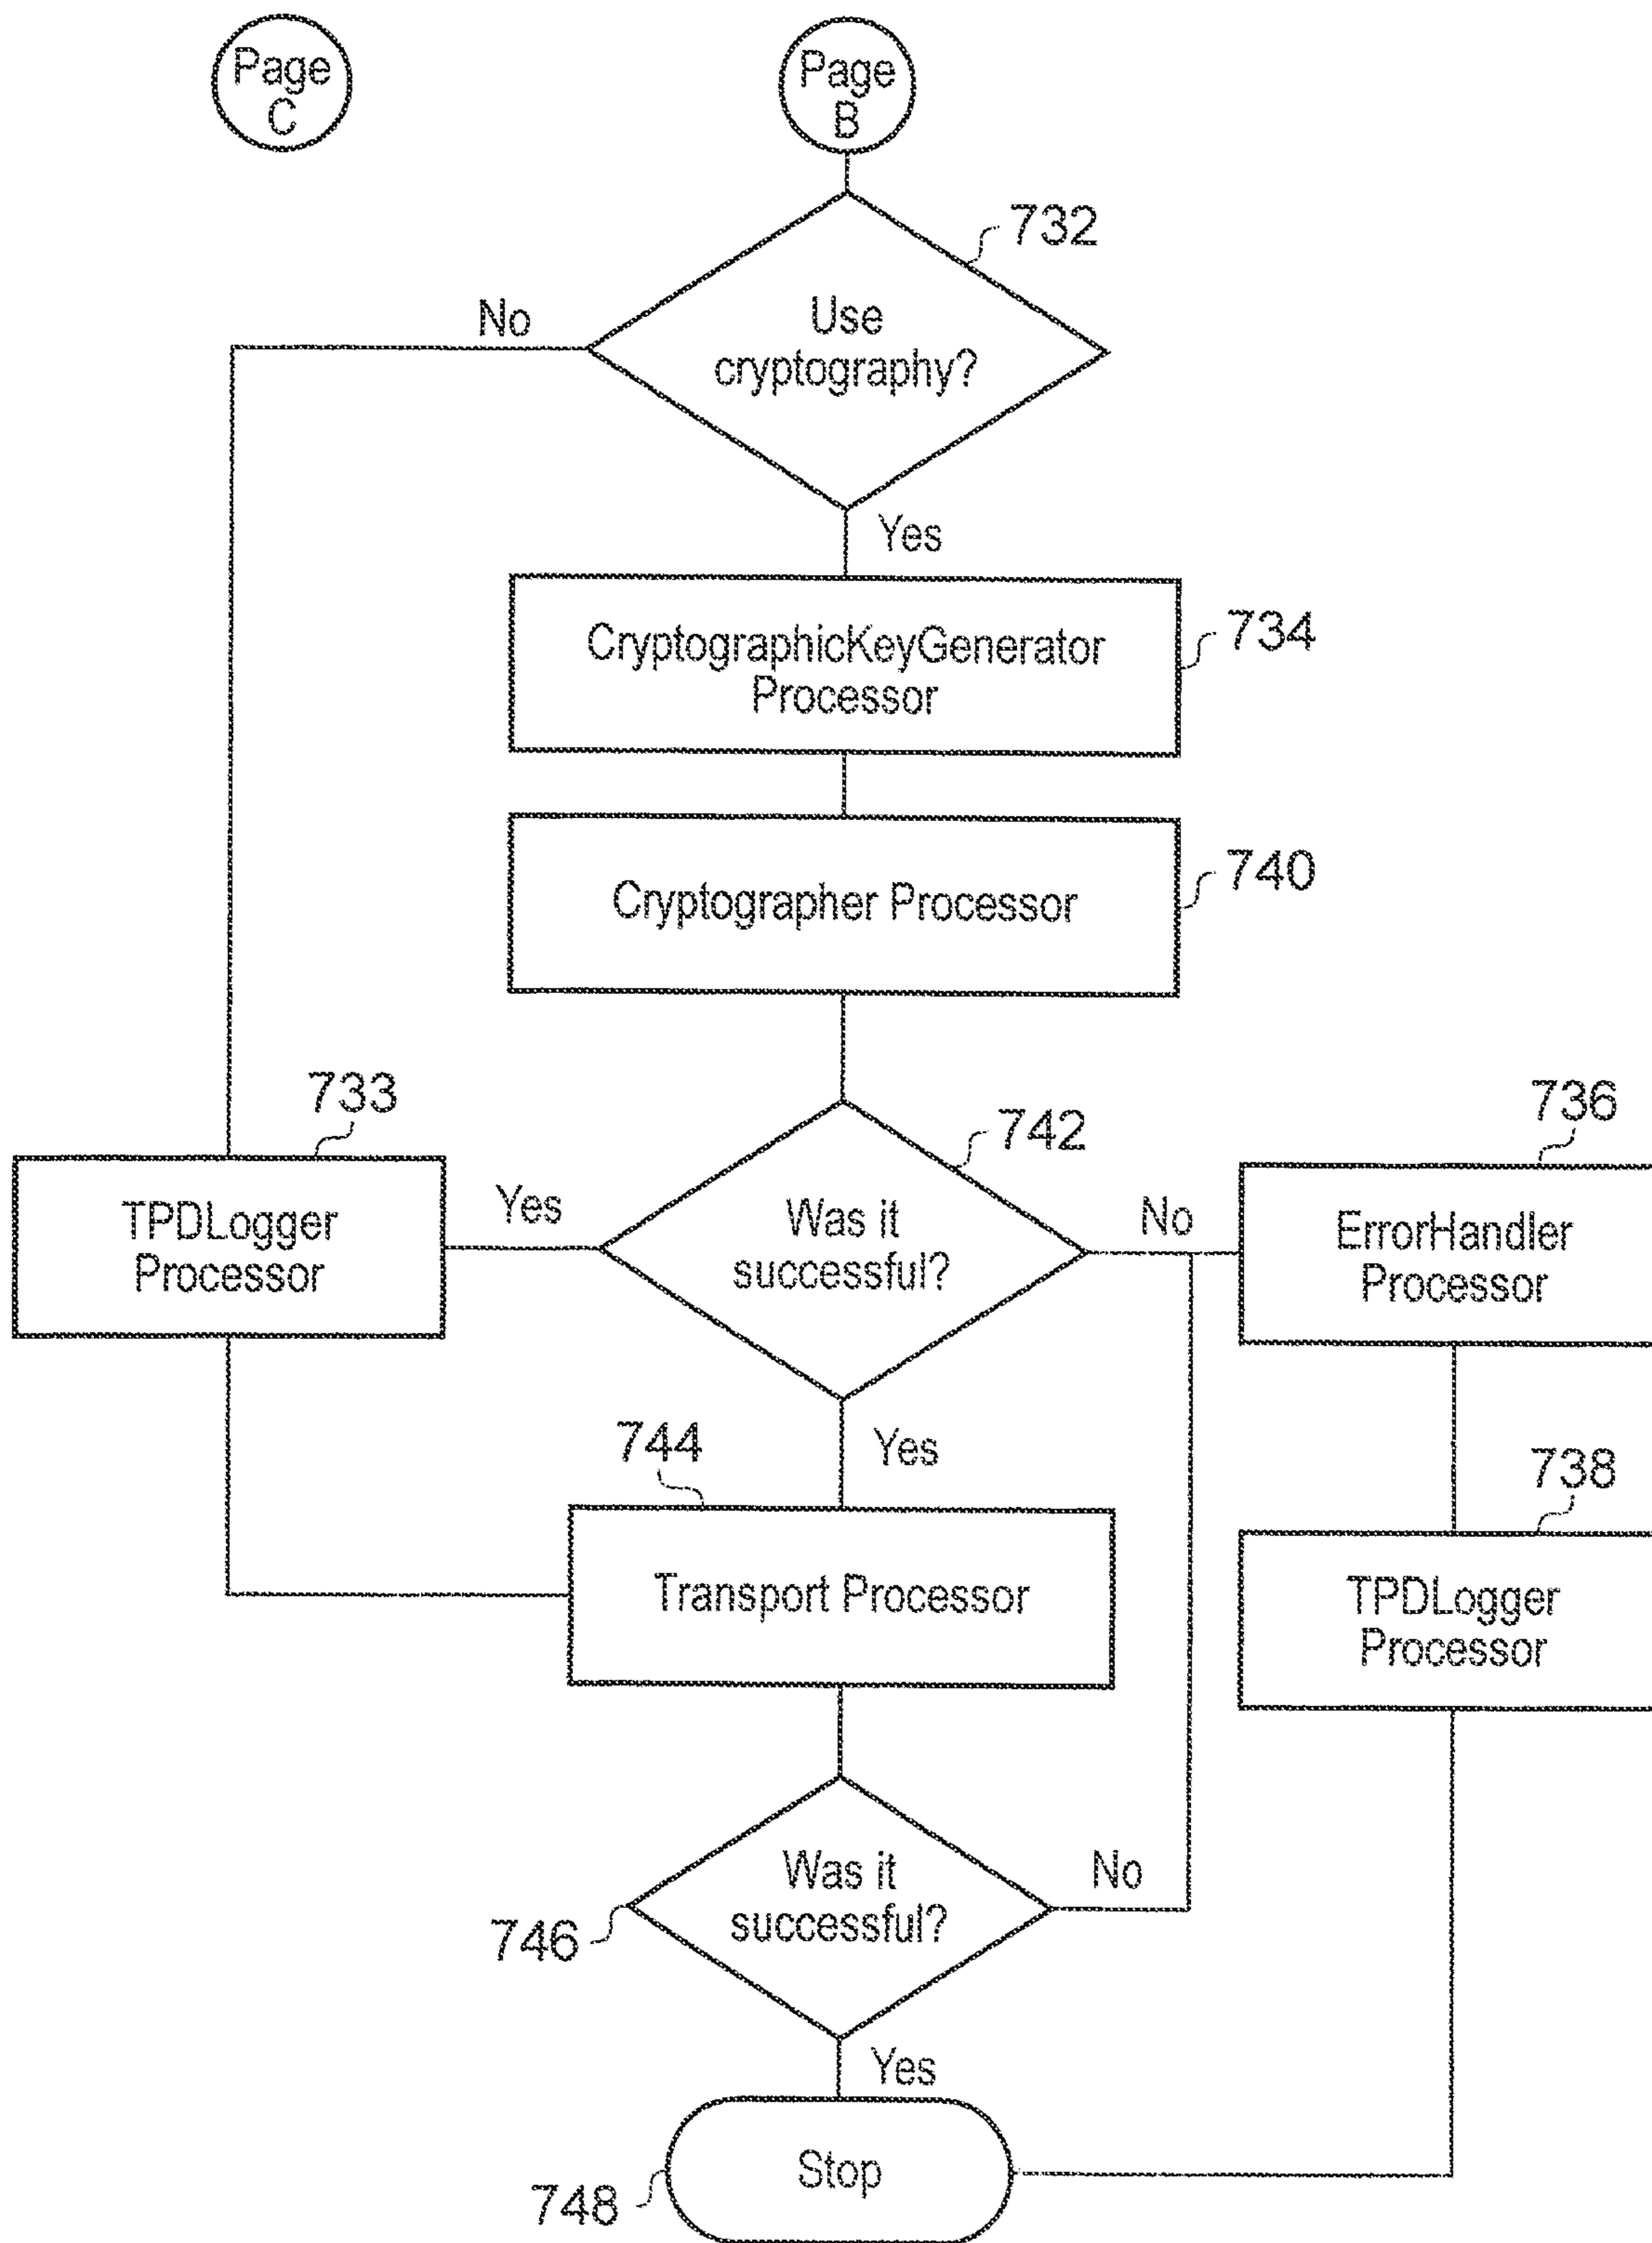 Page
C
Page
B
732
No
Use
cryptography?
Yes
CryptographicKeyGenerator
Processor
734
Cryptographer Processor
740
733
742
736
TPDLogger
Processor
Yes
Was it
successful?
No
ErrorHandler
Processor
744
Yes
738
Transport Processor
TPDLogger
Processor
Was it
successful?
No
746
Yes
Stop
748